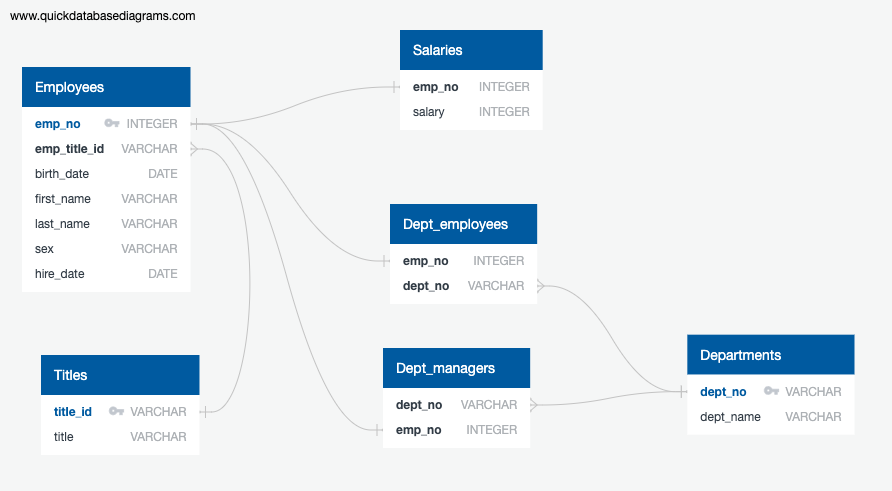 www.quickdatabasediagrams.com
Employees
emp_no INTEGER
emp_title_id VARCHAR
birth_date DATE
first_name VARCHAR
last_name VARCHAR
sex VARCHAR
hire_date DATE
Salaries
emp_no INTEGER
salary INTEGER
Dept_employees
emp_no INTEGER
dept_no VARCHAR
Titles
title_id VARCHAR
title VARCHAR
Dept_managers
dept_no VARCHAR
emp_no INTEGER
Departments
dept_no VARCHAR
dept_name VARCHAR